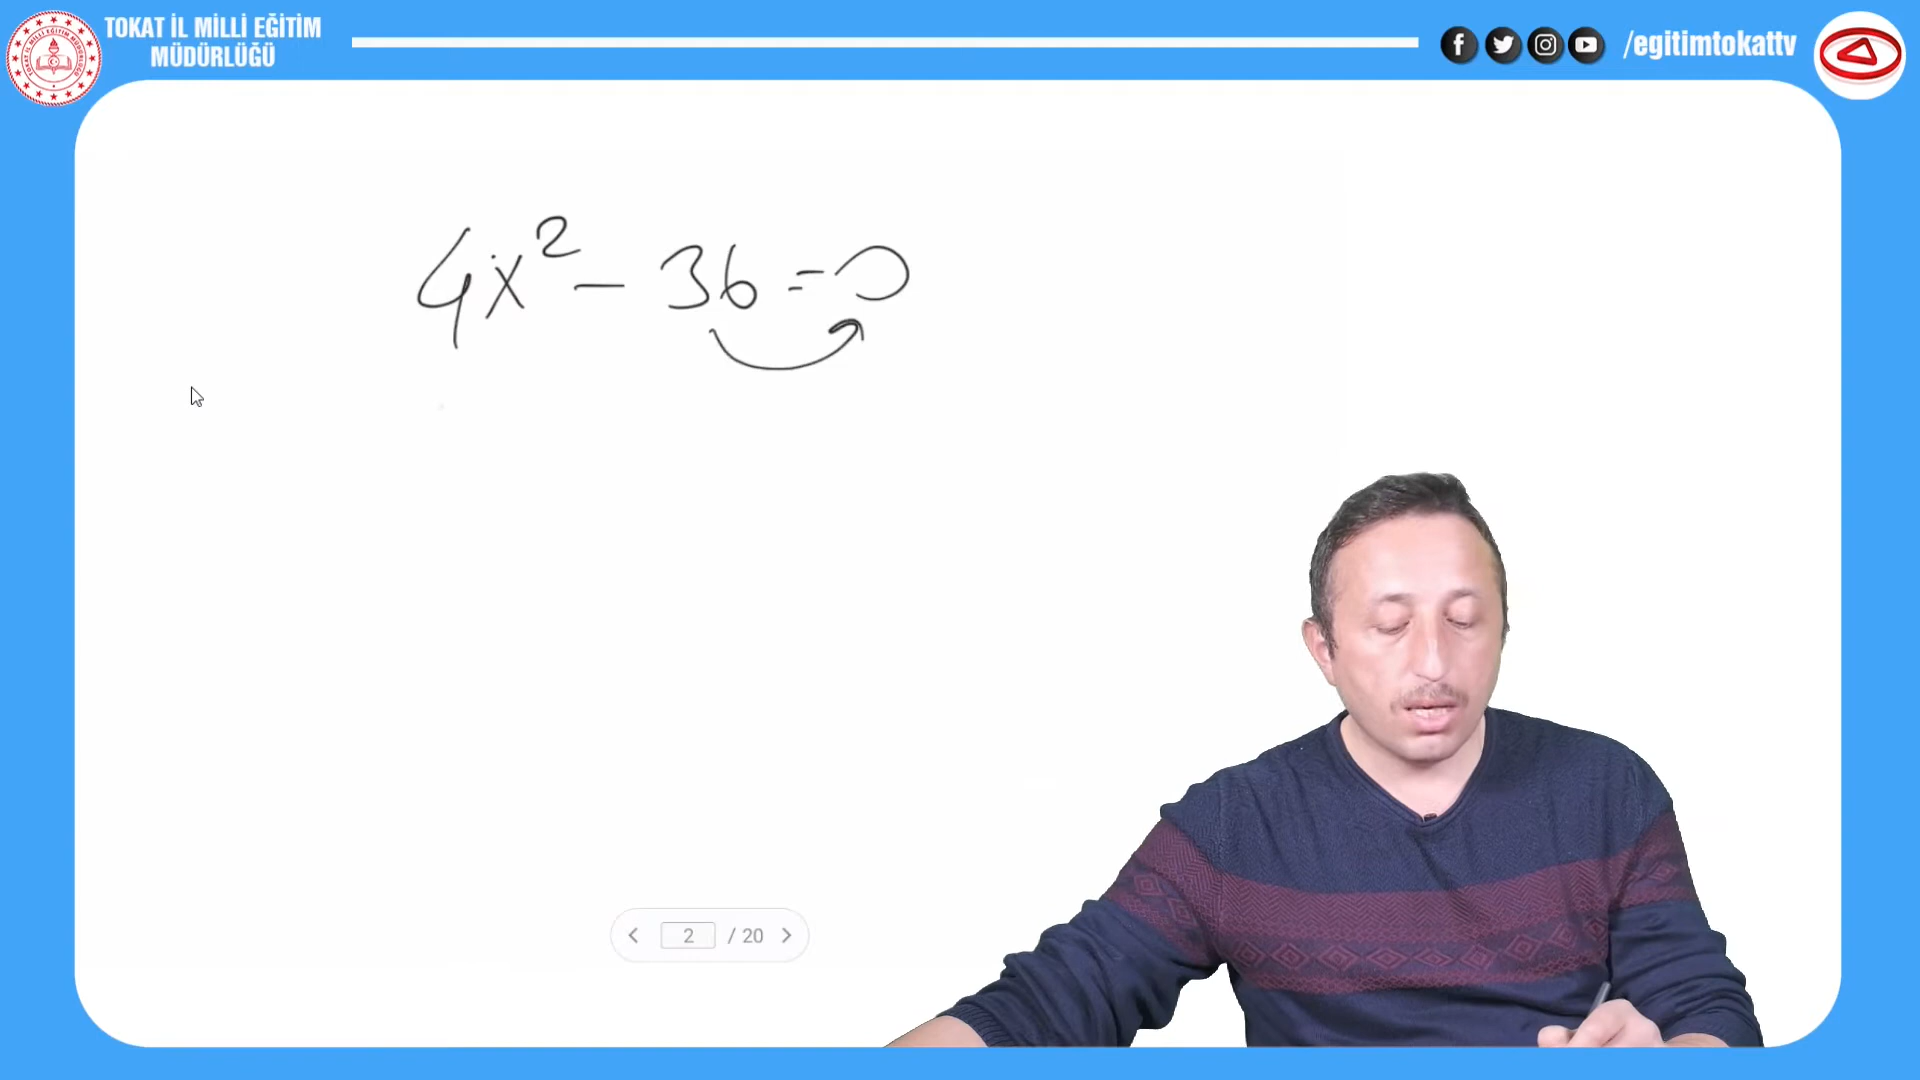 TOKAT İL MİLLİ EĞİTİM
MÜDÜRLÜĞÜ
/egitimtokattv
4x² - 36 = 0
2 / 20